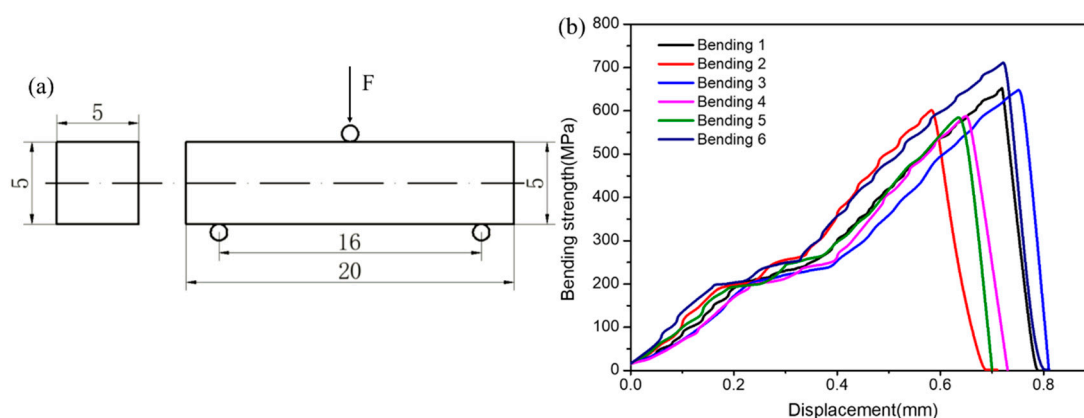 (a)
F
5
5
5
16
20
(b)
800
700
600
500
400
300
200
100
0
Bending strength(MPa)
Bending 1
Bending 2
Bending 3
Bending 4
Bending 5
Bending 6
0.0
0.2
0.4
0.6
0.8
Displacement(mm)